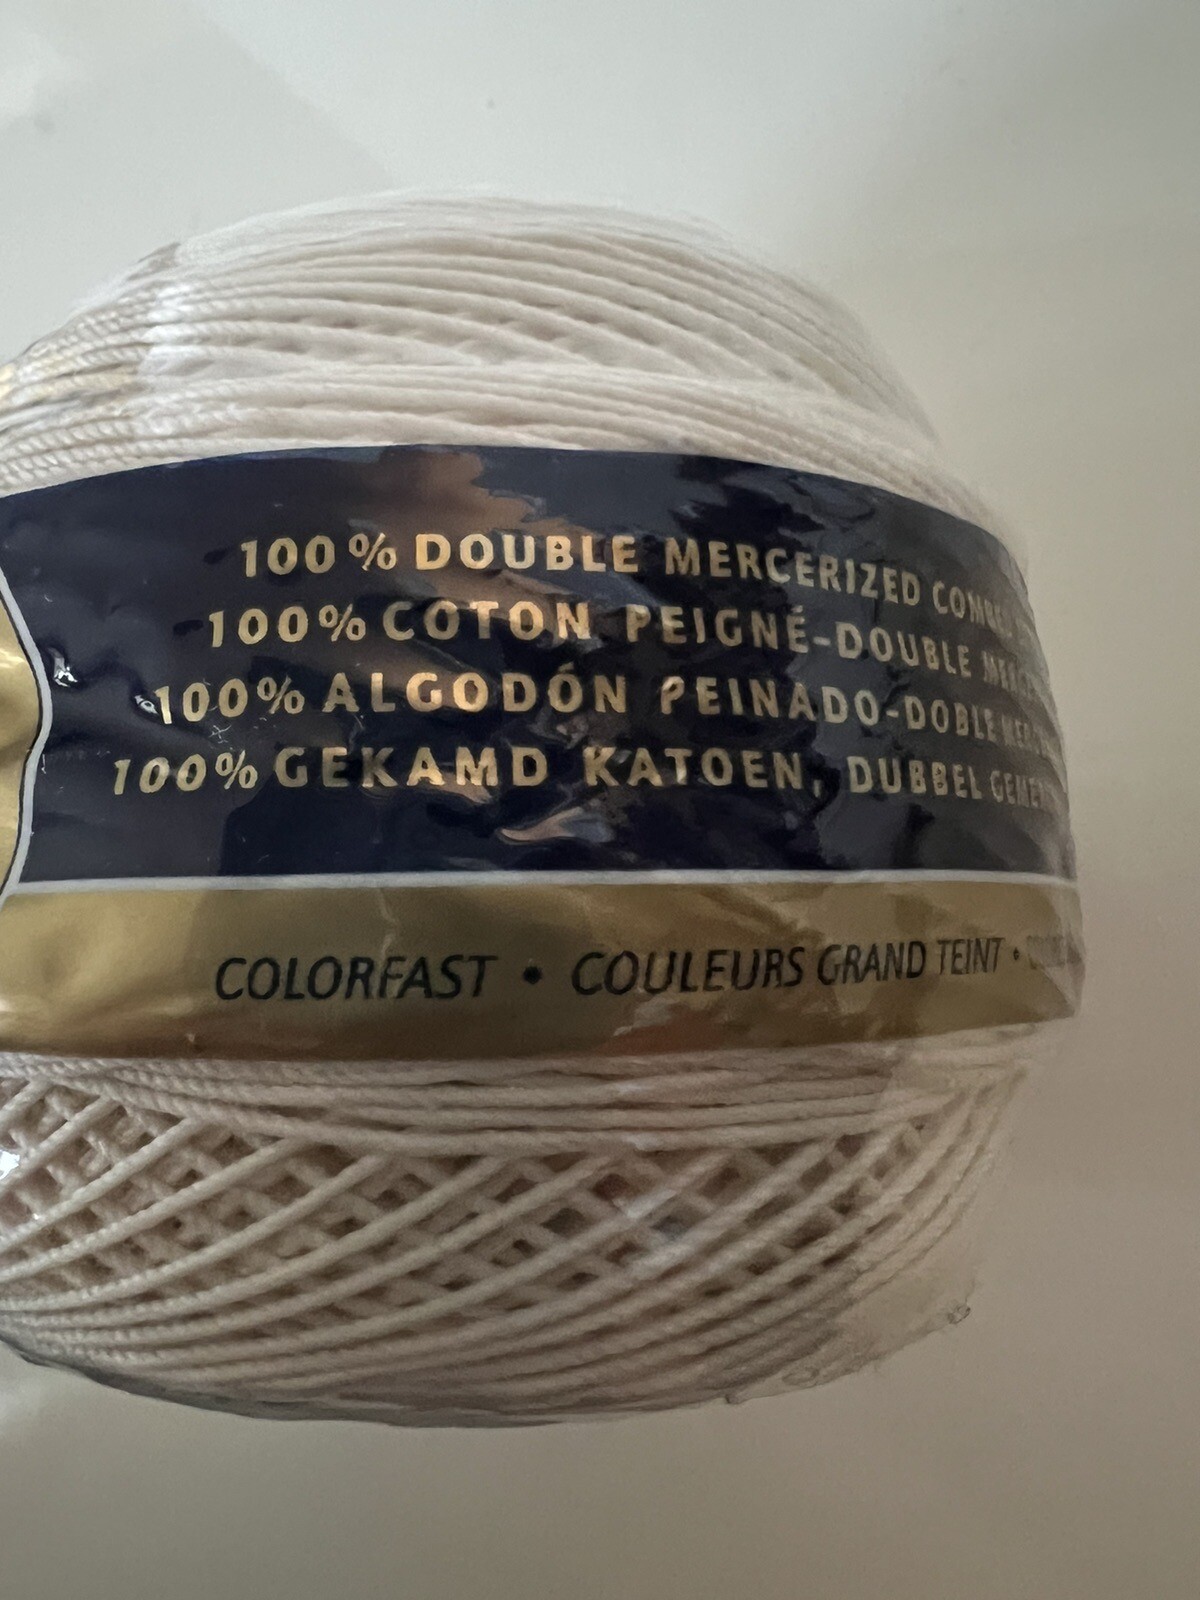 100% DOUBLE MERCERIZED
100% COTON PEIGNÉ-DOUBLE
100% ALGODÓN PEINADO-DOBLE
100% GEKAMD KATOEN, DUBBEL
COLORFAST • COULEURS GRAND TEINT •